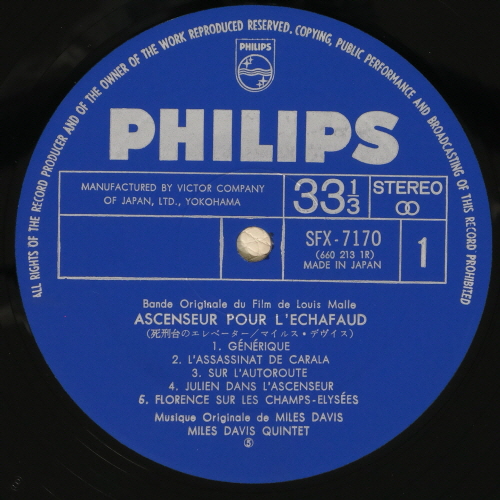 ALL RIGHTS OF THE RECORD PRODUCER AND OF THE OWNER OF THE WORK REPRODUCED RESERVED. COPYING, PUBLIC PERFORMANCE AND BROADCASTING OF THIS RECORD PROHIBITED
PHILIPS
PHILIPS
MANUFACTURED BY VICTOR COMPANY
OF JAPAN, LTD., YOKOHAMA
33 1/3
STEREO
SFX-7170
(660 213 1R)
MADE IN JAPAN
1
Bande Originale du Film de Louis Malle
ASCENSEUR POUR L'ECHAFAUD
(死刑台のエレベーター/マイルス・デヴイス)
1. GÉNÉRIQUE
2. L'ASSASSINAT DE CARALA
3. SUR L'AUTOROUTE
4. JULIEN DANS L'ASCENSEUR
5. FLORENCE SUR LES CHAMPS-ELYSÉES
Musique Originale de MILES DAVIS
MILES DAVIS QUINTET
Ⓢ